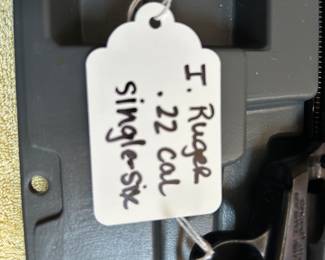 I. Ruger
.22 cal
single-six